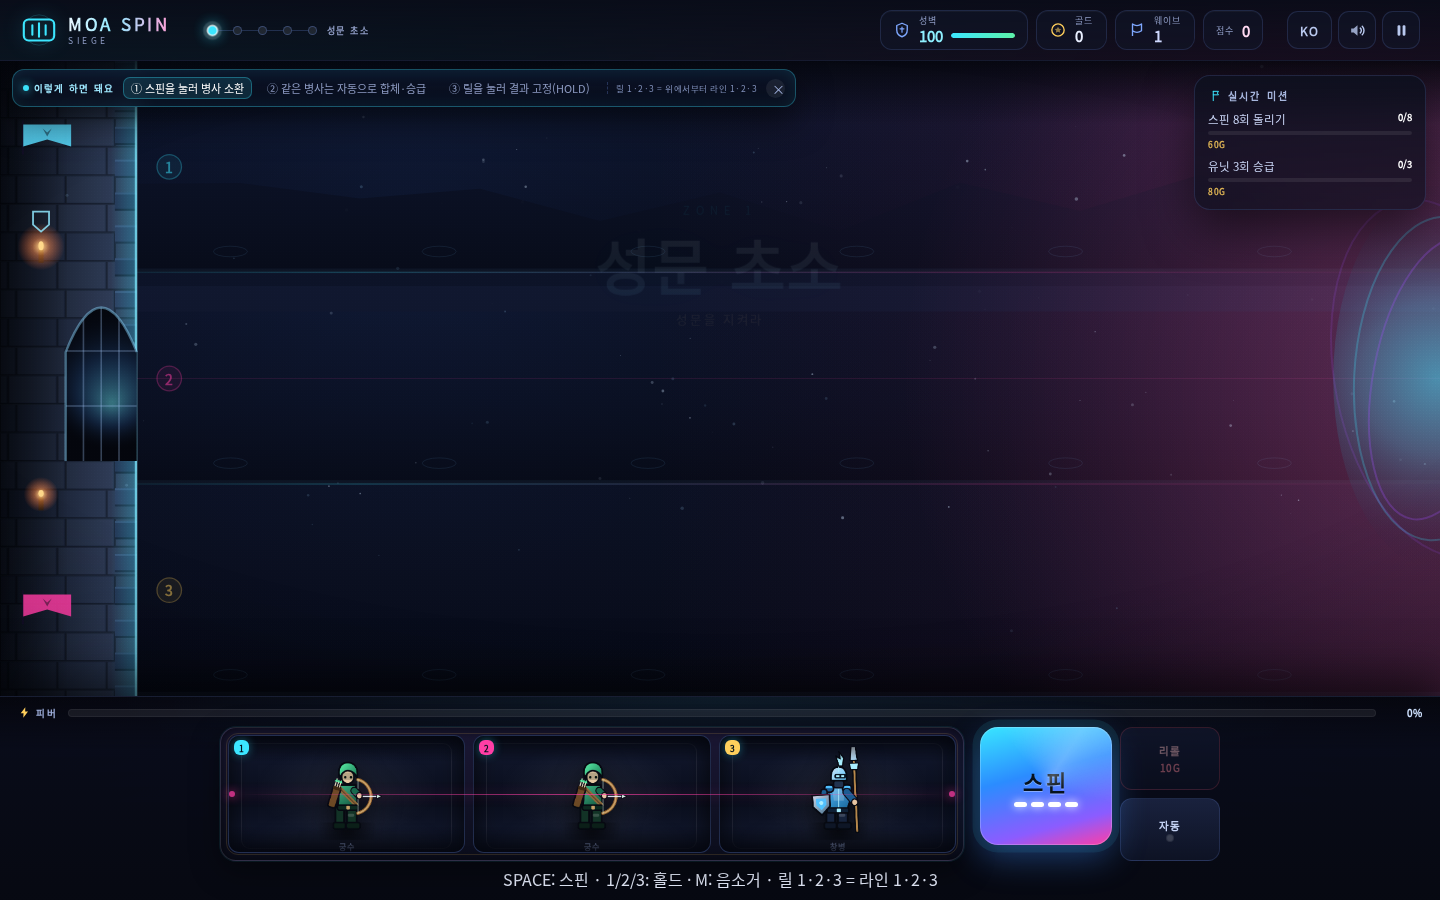 MOA SPIN
SIEGE
성문 초소
성벽
100
골드
0
웨이브
1
점수 0
KO
이렇게 하면 돼요
① 스핀을 눌러 병사 소환
② 같은 병사는 자동으로 합체·승급
③ 릴을 눌러 결과 고정(HOLD)
릴 1·2·3 = 위에서부터 라인 1·2·3
실시간 미션
스핀 8회 돌리기 0/8
60G
유닛 3회 승급 0/3
80G
1
성문 초소
성문을 지켜라
2
3
피버
0%
1
2
3
궁수
궁수
창병
스핀
리롤
10G
자동
SPACE: 스핀 · 1/2/3: 홀드 · M: 음소거 · 릴 1·2·3 = 라인 1·2·3